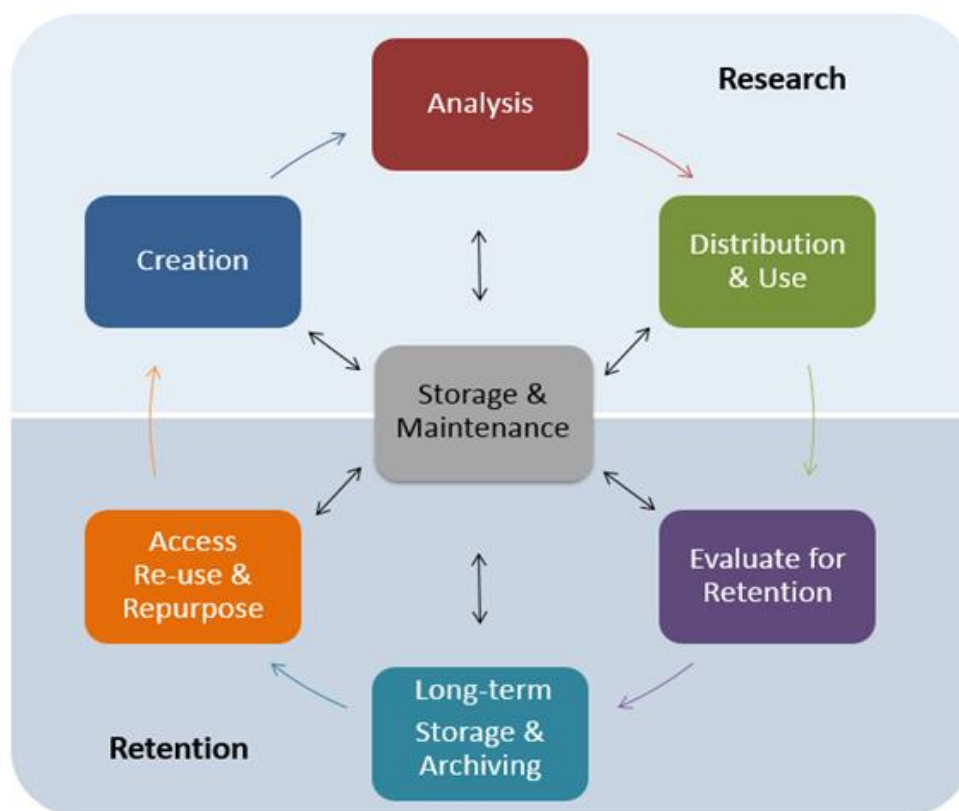 Analysis
Research
Creation
Distribution
& Use
Storage &
Maintenance
Access
Re-use &
Repurpose
Evaluate for
Retention
Long-term
Storage &
Archiving
Retention